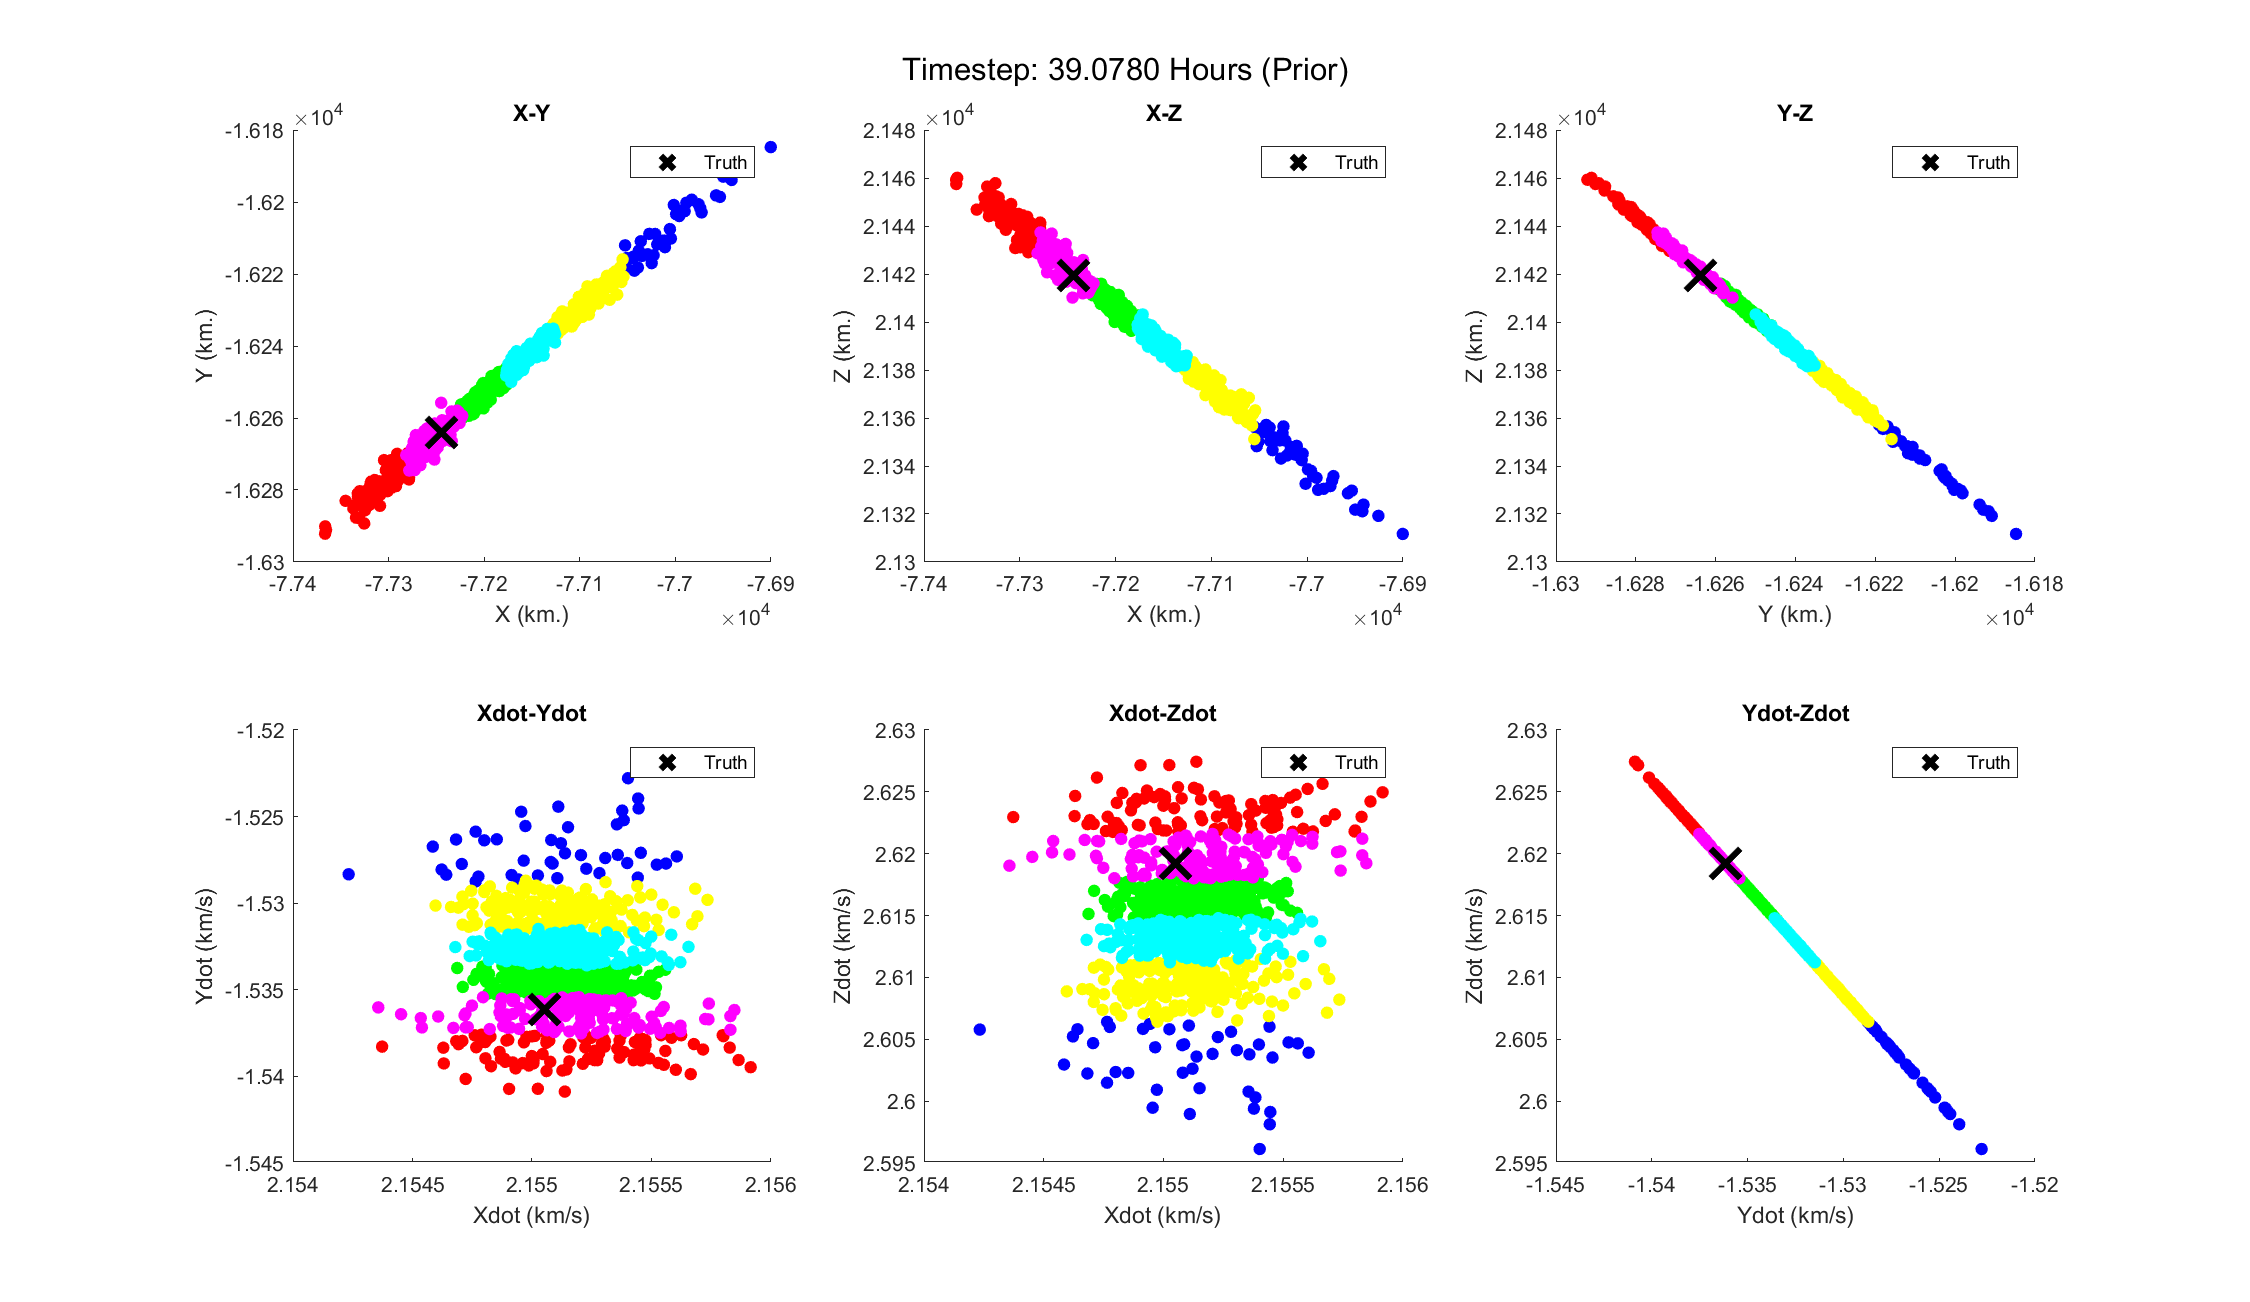 Timestep: 39.0780 Hours (Prior)
X-Y
×10^4
-1.618
-1.62
-1.622
-1.624
-1.626
-1.628
-1.63
Y (km.)
Truth
-7.74 -7.73 -7.72 -7.71 -7.7 -7.69
X (km.)
×10^4
X-Z
×10^4
2.148
2.146
2.144
2.142
2.14
2.138
2.136
2.134
2.132
2.13
Z (km.)
Truth
-7.74 -7.73 -7.72 -7.71 -7.7 -7.69
X (km.)
×10^4
Y-Z
×10^4
2.148
2.146
2.144
2.142
2.14
2.138
2.136
2.134
2.132
2.13
Z (km.)
Truth
-1.63 -1.628 -1.626 -1.624 -1.622 -1.62 -1.618
Y (km.)
×10^4
Xdot-Ydot
-1.52
-1.525
-1.53
-1.535
-1.54
-1.545
Ydot (km/s)
Truth
2.154 2.1545 2.155 2.1555 2.156
Xdot (km/s)
Xdot-Zdot
2.63
2.625
2.62
2.615
2.61
2.605
2.6
2.595
Zdot (km/s)
Truth
2.154 2.1545 2.155 2.1555 2.156
Xdot (km/s)
Ydot-Zdot
2.63
2.625
2.62
2.615
2.61
2.605
2.6
2.595
Zdot (km/s)
Truth
-1.545 -1.54 -1.535 -1.53 -1.525 -1.52
Ydot (km/s)